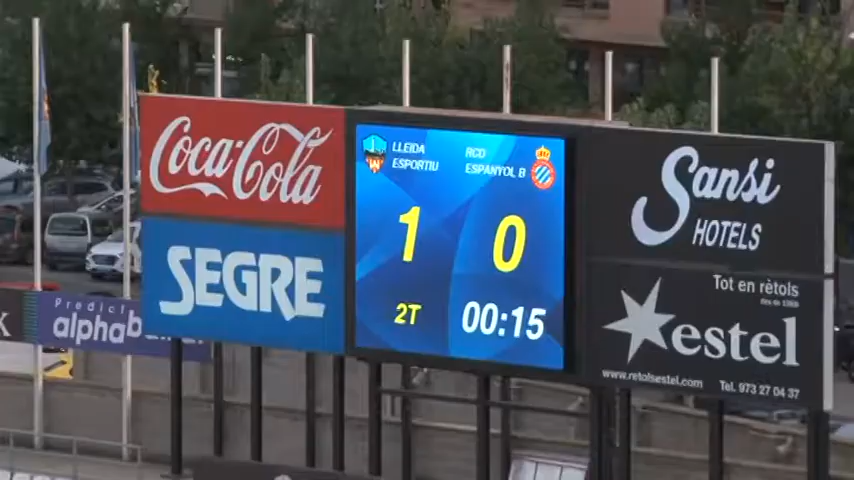 Coca-Cola
SEGRE
LLEIDA
ESPORTIU
RCD
ESPANYOL B
1
0
2T
00:15
Sansi
HOTELS
Tot en rètols
estel
www.retolsestel.com
Tel. 973 27 04 37
Predict